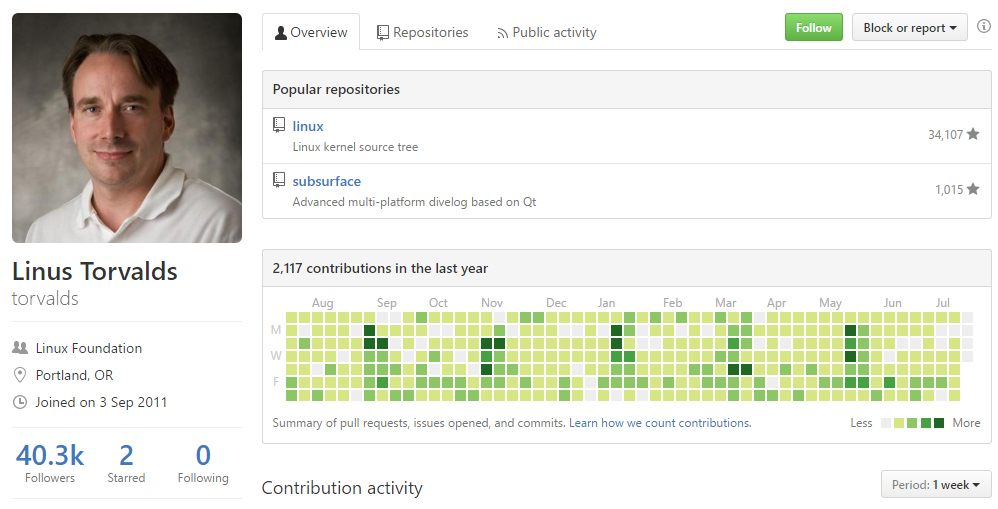 Overview
Repositories
Public activity
Follow
Block or report
Popular repositories
linux
34,107
Linux kernel source tree
subsurface
1,015
Advanced multi-platform divelog based on Qt
Linus Torvalds
torvalds
Linux Foundation
Portland, OR
Joined on 3 Sep 2011
40.3k
Followers
2
Starred
0
Following
2,117 contributions in the last year
Aug Sep Oct Nov Dec Jan Feb Mar Apr May Jun Jul
M
W
F
Summary of pull requests, issues opened, and commits. Learn how we count contributions.
Less More
Contribution activity
Period: 1 week